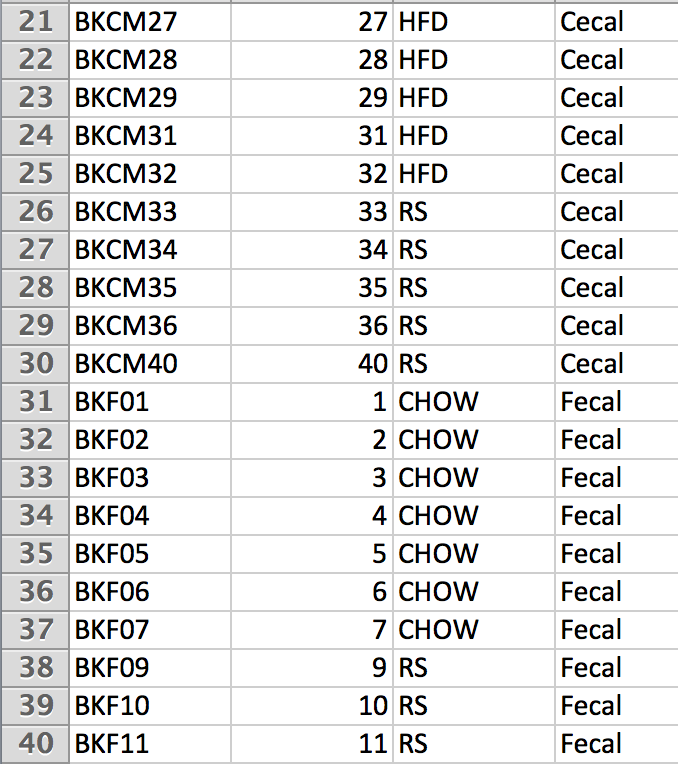 21 BKCM27 27 HFD Cecal
22 BKCM28 28 HFD Cecal
23 BKCM29 29 HFD Cecal
24 BKCM31 31 HFD Cecal
25 BKCM32 32 HFD Cecal
26 BKCM33 33 RS Cecal
27 BKCM34 34 RS Cecal
28 BKCM35 35 RS Cecal
29 BKCM36 36 RS Cecal
30 BKCM40 40 RS Cecal
31 BKF01 1 CHOW Fecal
32 BKF02 2 CHOW Fecal
33 BKF03 3 CHOW Fecal
34 BKF04 4 CHOW Fecal
35 BKF05 5 CHOW Fecal
36 BKF06 6 CHOW Fecal
37 BKF07 7 CHOW Fecal
38 BKF09 9 RS Fecal
39 BKF10 10 RS Fecal
40 BKF11 11 RS Fecal